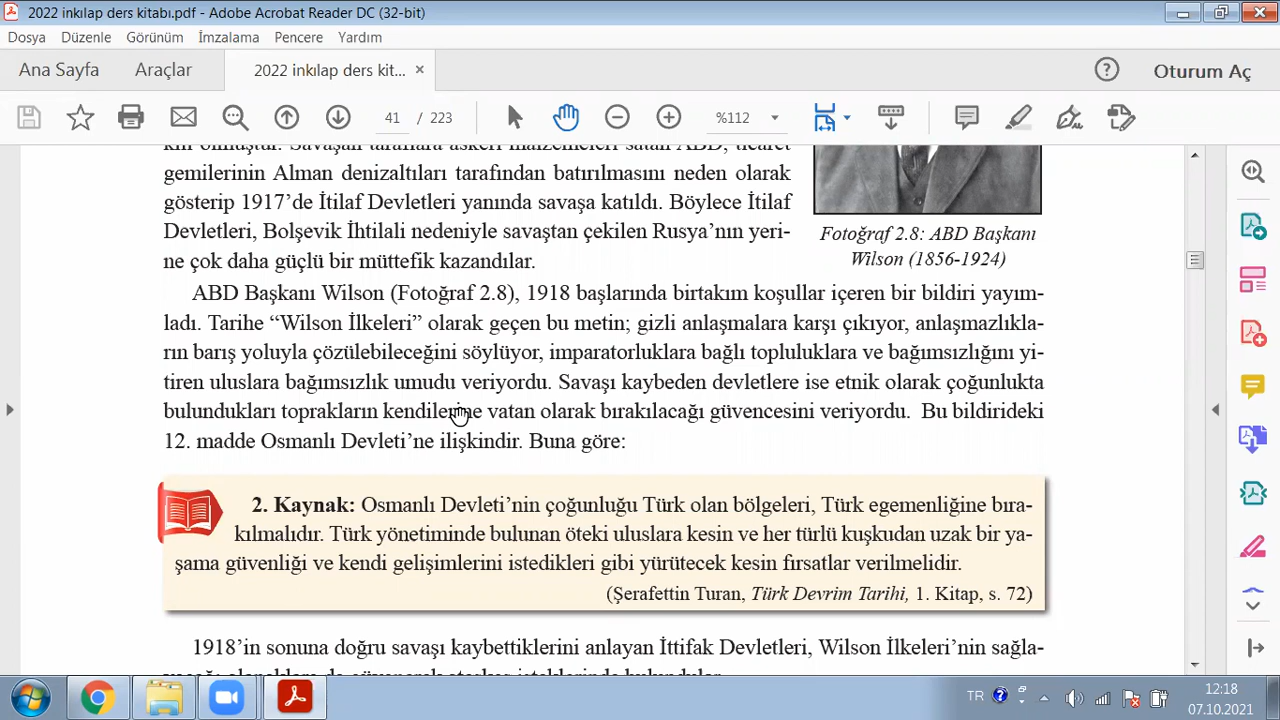 2022 inkılap ders kitabı.pdf - Adobe Acrobat Reader DC (32-bit)
Dosya Düzenle Görünüm İmzalama Pencere Yardım
Ana Sayfa Araçlar 2022 inkılap ders kit... × Oturum Aç
41 / 223 %112
gemilerinin Alman denizaltıları tarafından batırılmasını neden olarak
gösterip 1917’de İtilaf Devletleri yanında savaşa katıldı. Böylece İtilaf
Devletleri, Bolşevik İhtilali nedeniyle savaştan çekilen Rusya’nın yeri-
ne çok daha güçlü bir müttefik kazandılar.
Fotoğraf 2.8: ABD Başkanı
Wilson (1856-1924)
ABD Başkanı Wilson (Fotoğraf 2.8), 1918 başlarında birtakım koşullar içeren bir bildiri yayım-
ladı. Tarihe “Wilson İlkeleri” olarak geçen bu metin; gizli anlaşmalara karşı çıkıyor, anlaşmazlıkla-
rın barış yoluyla çözülebileceğini söylüyor, imparatorluklara bağlı topluluklara ve bağımsızlığını yi-
tiren uluslara bağımsızlık umudu veriyordu. Savaşı kaybeden devletlere ise etnik olarak çoğunlukta
bulundukları toprakların kendilerine vatan olarak bırakılacağı güvencesini veriyordu. Bu bildirideki
12. madde Osmanlı Devleti’ne ilişkindir. Buna göre:
2. Kaynak: Osmanlı Devleti’nin çoğunluğu Türk olan bölgeleri, Türk egemenliğine bıra-
kılmalıdır. Türk yönetiminde bulunan öteki uluslara kesin ve her türlü kuşkudan uzak bir ya-
şama güvenliği ve kendi gelişimlerini istedikleri gibi yürütecek kesin fırsatlar verilmelidir.
(Şerafettin Turan, Türk Devrim Tarihi, 1. Kitap, s. 72)
1918’in sonuna doğru savaşı kaybettiklerini anlayan İttifak Devletleri, Wilson İlkeleri’nin sağla-
TR 12:18
07.10.2021